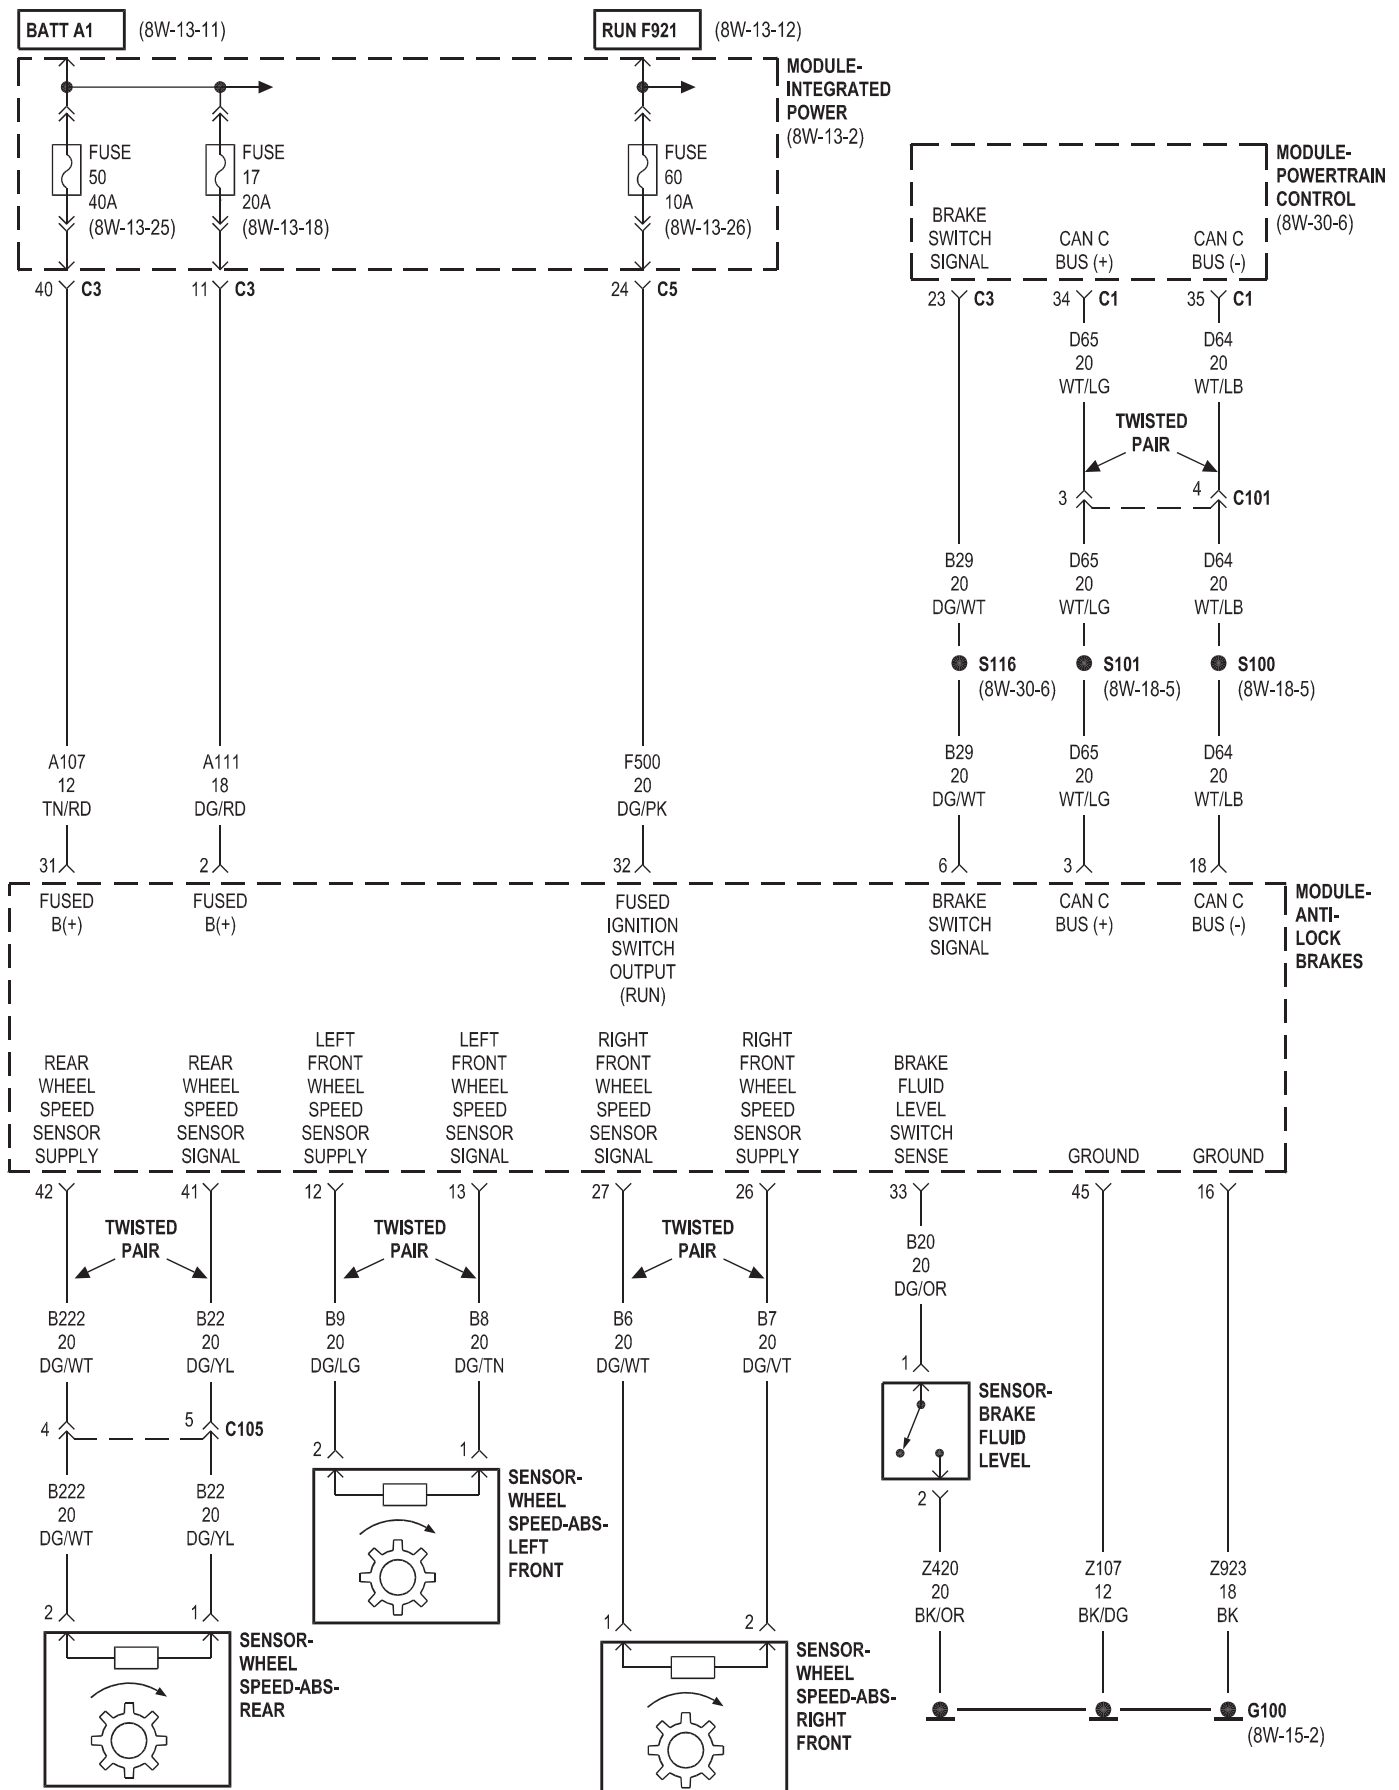 BATT A1 (8W-13-11)
RUN F921 (8W-13-12)
MODULE-
INTEGRATED
POWER
(8W-13-2)
FUSE
50
40A
(8W-13-25)
FUSE
17
20A
(8W-13-18)
FUSE
60
10A
(8W-13-26)
MODULE-
POWERTRAIN
CONTROL
(8W-30-6)
BRAKE
SWITCH
SIGNAL
CAN C
BUS (+)
CAN C
BUS (-)
40 C3
11 C3
24 C5
23 C3
34 C1
35 C1
D65
20
WT/LG
D64
20
WT/LB
TWISTED
PAIR
3
4 C101
B29
20
DG/WT
D65
20
WT/LG
D64
20
WT/LB
S116
(8W-30-6)
S101
(8W-18-5)
S100
(8W-18-5)
A107
12
TN/RD
A111
18
DG/RD
F500
20
DG/PK
B29
20
DG/WT
D65
20
WT/LG
D64
20
WT/LB
31
2
32
6
3
18
FUSED
B(+)
FUSED
B(+)
FUSED
IGNITION
SWITCH
OUTPUT
(RUN)
BRAKE
SWITCH
SIGNAL
CAN C
BUS (+)
CAN C
BUS (-)
MODULE-
ANTI-
LOCK
BRAKES
REAR
WHEEL
SPEED
SENSOR
SUPPLY
REAR
WHEEL
SPEED
SENSOR
SIGNAL
LEFT
FRONT
WHEEL
SPEED
SENSOR
SUPPLY
LEFT
FRONT
WHEEL
SPEED
SENSOR
SIGNAL
RIGHT
FRONT
WHEEL
SPEED
SENSOR
SIGNAL
RIGHT
FRONT
WHEEL
SPEED
SENSOR
SUPPLY
BRAKE
FLUID
LEVEL
SWITCH
SENSE
GROUND
GROUND
42
41
12
13
27
26
33
45
16
TWISTED
PAIR
TWISTED
PAIR
TWISTED
PAIR
B20
20
DG/OR
B222
20
DG/WT
B22
20
DG/YL
B9
20
DG/LG
B8
20
DG/TN
B6
20
DG/WT
B7
20
DG/VT
1
SENSOR-
BRAKE
FLUID
LEVEL
2
4
5 C105
2
1
SENSOR-
WHEEL
SPEED-ABS-
LEFT
FRONT
B222
20
DG/WT
B22
20
DG/YL
Z420
20
BK/OR
Z107
12
BK/DG
Z923
18
BK
2
1
SENSOR-
WHEEL
SPEED-ABS-
REAR
1
2
SENSOR-
WHEEL
SPEED-ABS-
RIGHT
FRONT
G100
(8W-15-2)